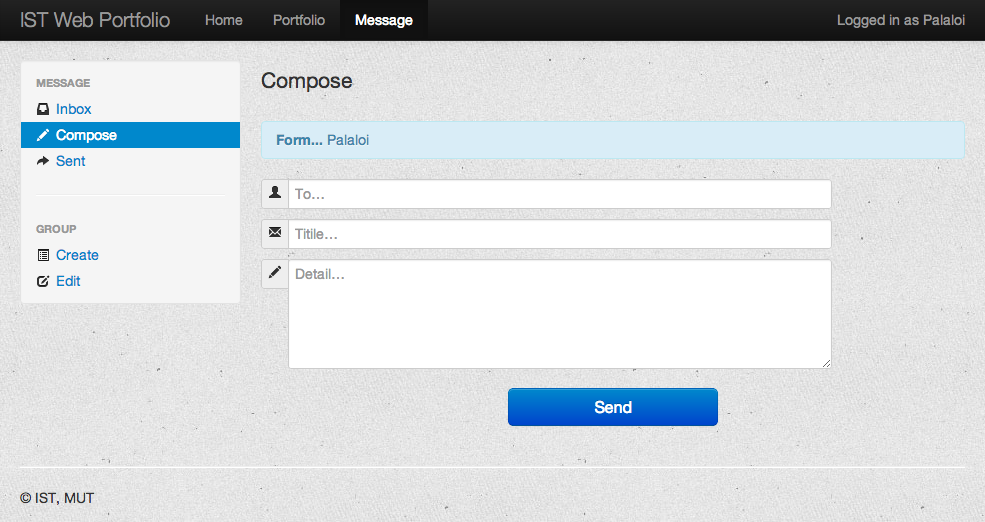 IST Web Portfolio Home Portfolio Message Logged in as Palaloi
MESSAGE
Inbox
Compose
Sent
GROUP
Create
Edit
Compose
Form... Palaloi
To...
Titile...
Detail...
Send
© IST, MUT